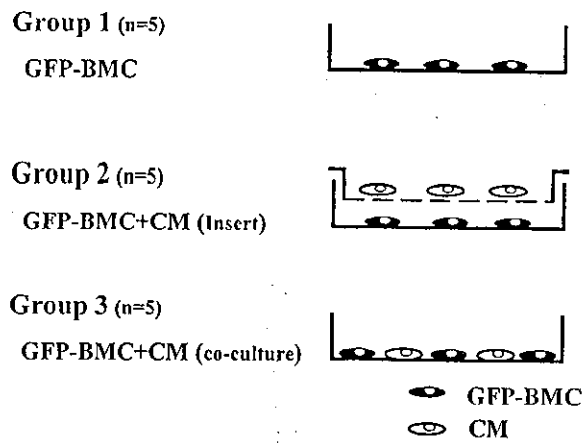 Group 1 (n=5)
GFP-BMC
Group 2 (n=5)
GFP-BMC+CM (Insert)
Group 3 (n=5)
GFP-BMC+CM (co-culture)
GFP-BMC
CM